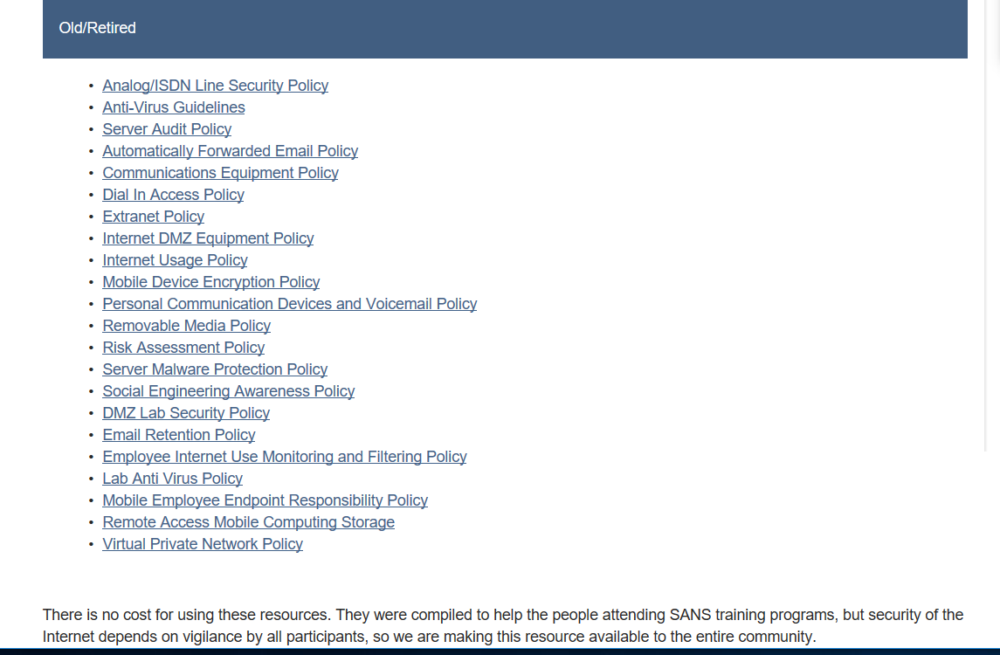 Old/Retired
• Analog/ISDN Line Security Policy
• Anti-Virus Guidelines
• Server Audit Policy
• Automatically Forwarded Email Policy
• Communications Equipment Policy
• Dial In Access Policy
• Extranet Policy
• Internet DMZ Equipment Policy
• Internet Usage Policy
• Mobile Device Encryption Policy
• Personal Communication Devices and Voicemail Policy
• Removable Media Policy
• Risk Assessment Policy
• Server Malware Protection Policy
• Social Engineering Awareness Policy
• DMZ Lab Security Policy
• Email Retention Policy
• Employee Internet Use Monitoring and Filtering Policy
• Lab Anti Virus Policy
• Mobile Employee Endpoint Responsibility Policy
• Remote Access Mobile Computing Storage
• Virtual Private Network Policy
There is no cost for using these resources. They were compiled to help the people attending SANS training programs, but security of the
Internet depends on vigilance by all participants, so we are making this resource available to the entire community.